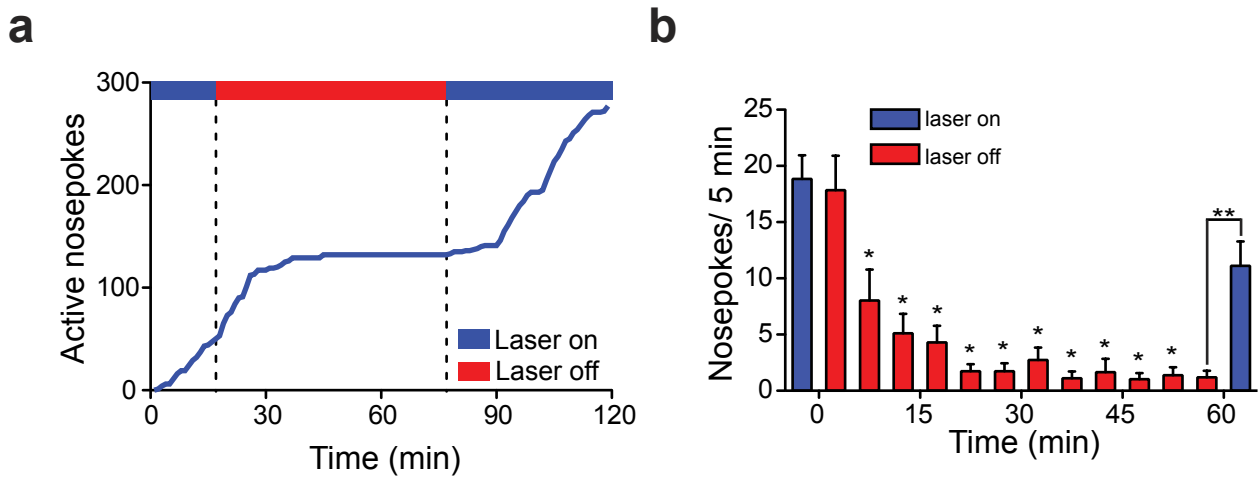 a
300
200
100
0
Active nosepokes
Laser on
Laser off
0 30 60 90 120
Time (min)
b
25
20
15
10
5
0
Nosepokes/ 5 min
laser on
laser off
* * * * * * * * * * **
0 15 30 45 60
Time (min)